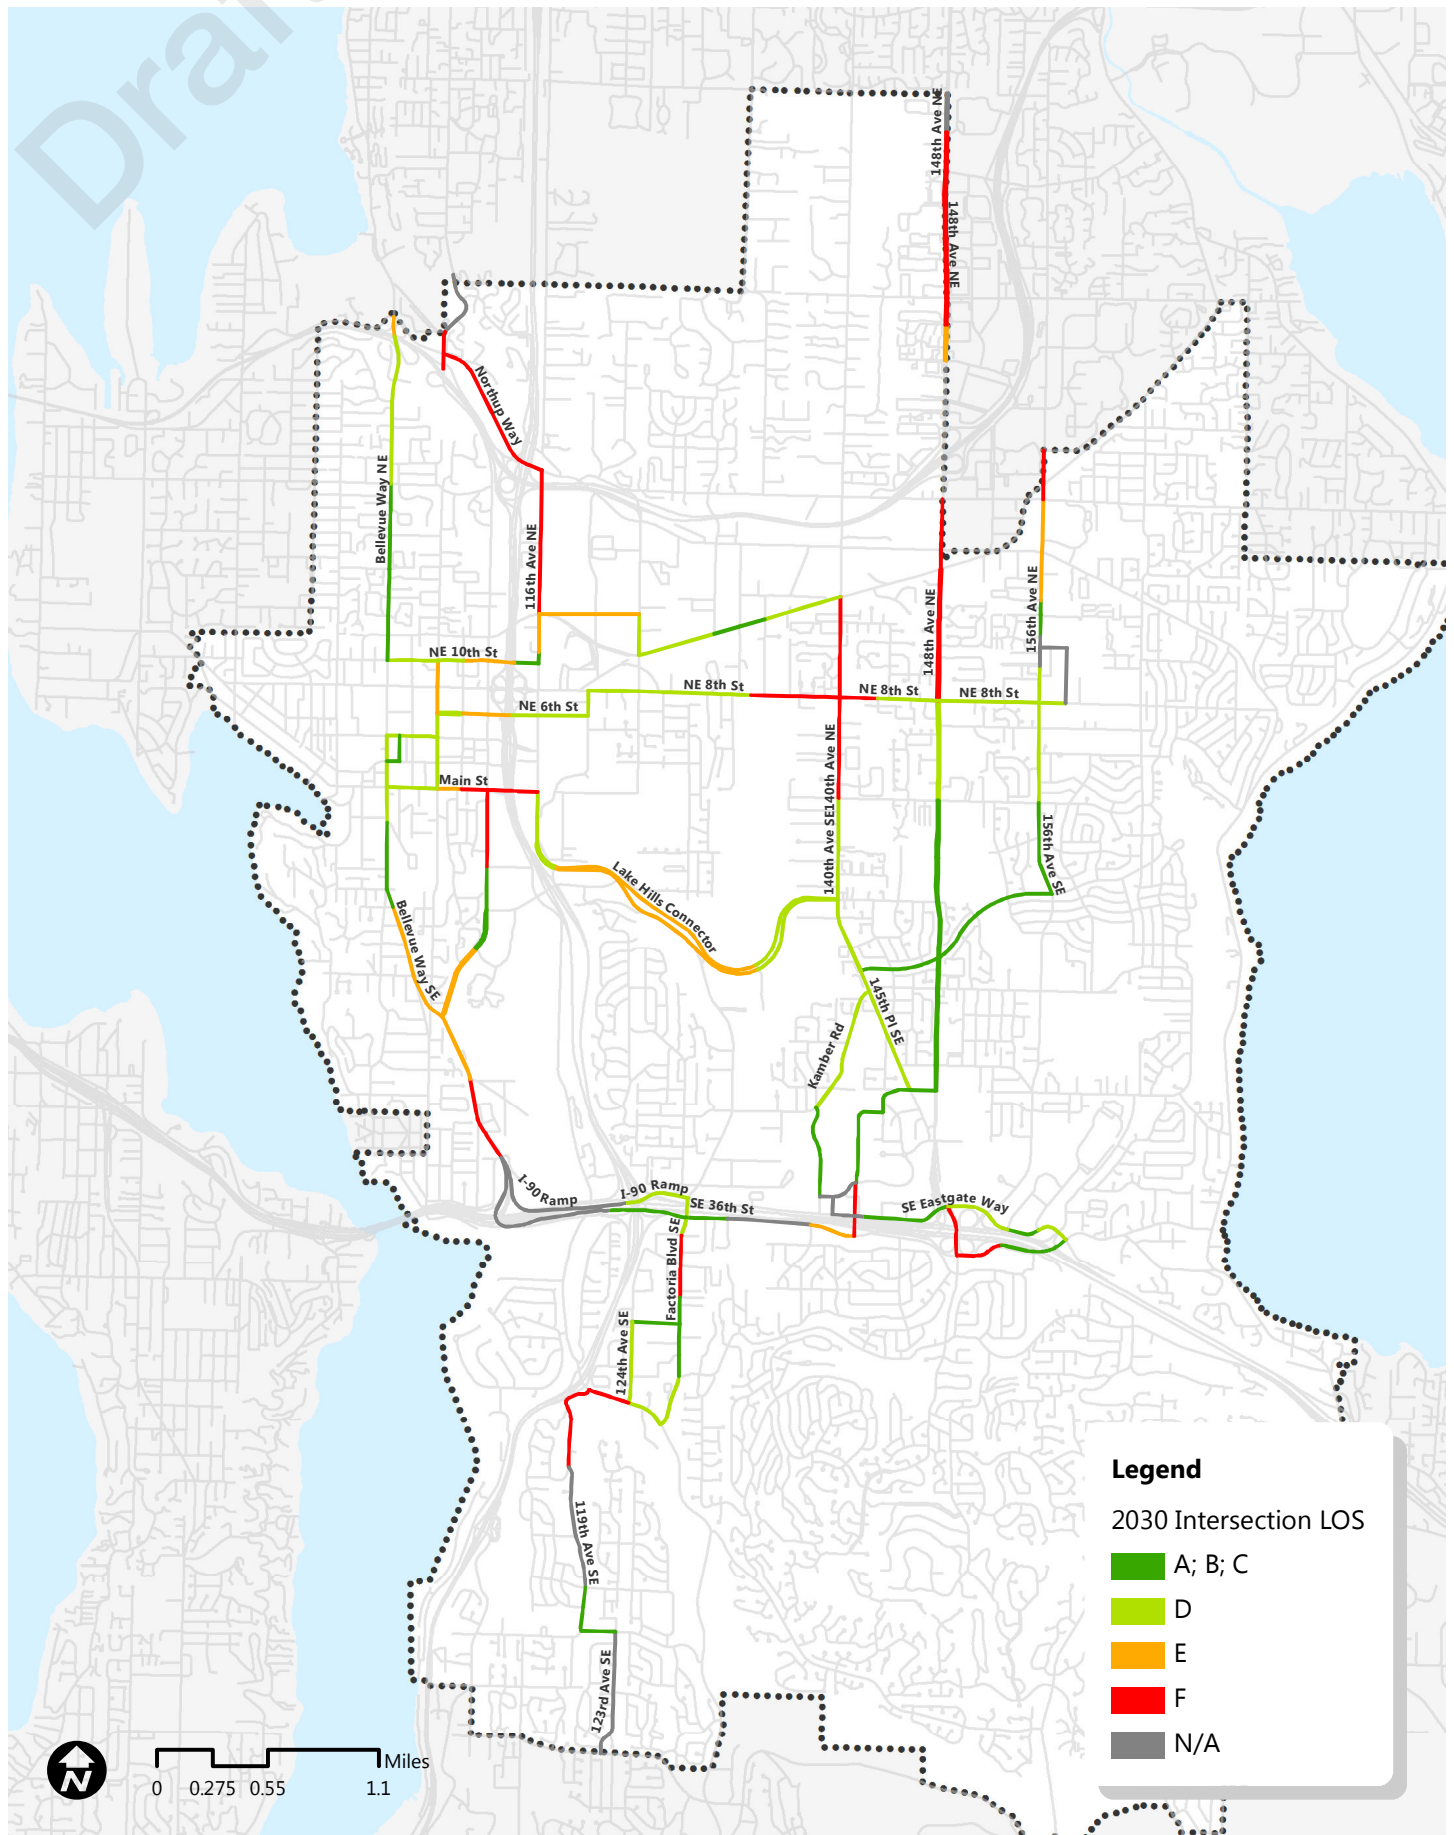 Draf
148th Ave NE
148th Ave NE
Northup Way
Bellevue Way NE
116th Ave NE
156th Ave NE
148th Ave NE
NE 10th St
NE 8th St
NE 8th St
NE 8th St
NE 6th St
Main St
140th Ave NE
140th Ave SE
156th Ave SE
Lake Hills Connector
Bellevue Way SE
145th Pl SE
Kamber Rd
I-90 Ramp
I-90 Ramp
SE 36th St
SE Eastgate Way
Factoria Blvd SE
124th Ave SE
119th Ave SE
123rd Ave SE
Legend
2030 Intersection LOS
A; B; C
D
E
F
N/A
N
Miles
0 0.275 0.55 1.1